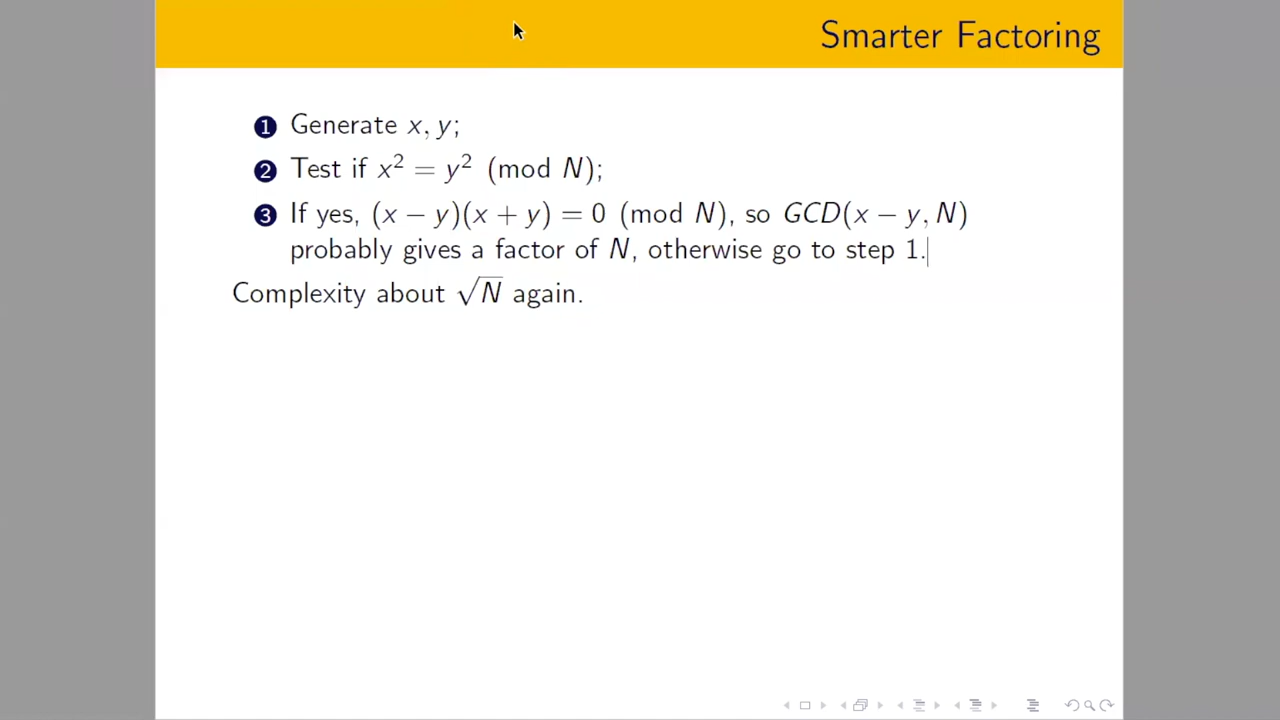 Smarter Factoring
1 Generate x, y;
2 Test if x² = y² (mod N);
3 If yes, (x − y)(x + y) = 0 (mod N), so GCD(x − y, N)
probably gives a factor of N, otherwise go to step 1.
Complexity about √N again.